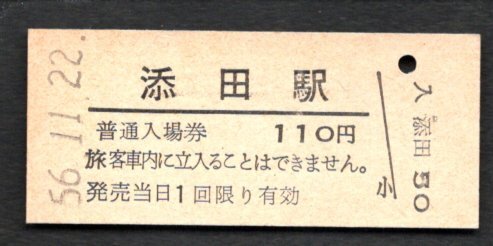 56.11.22.
添田駅
普通入場券 110円
旅客車内に立入ることはできません。
発売当日1回限り有効
小
入 添田 50